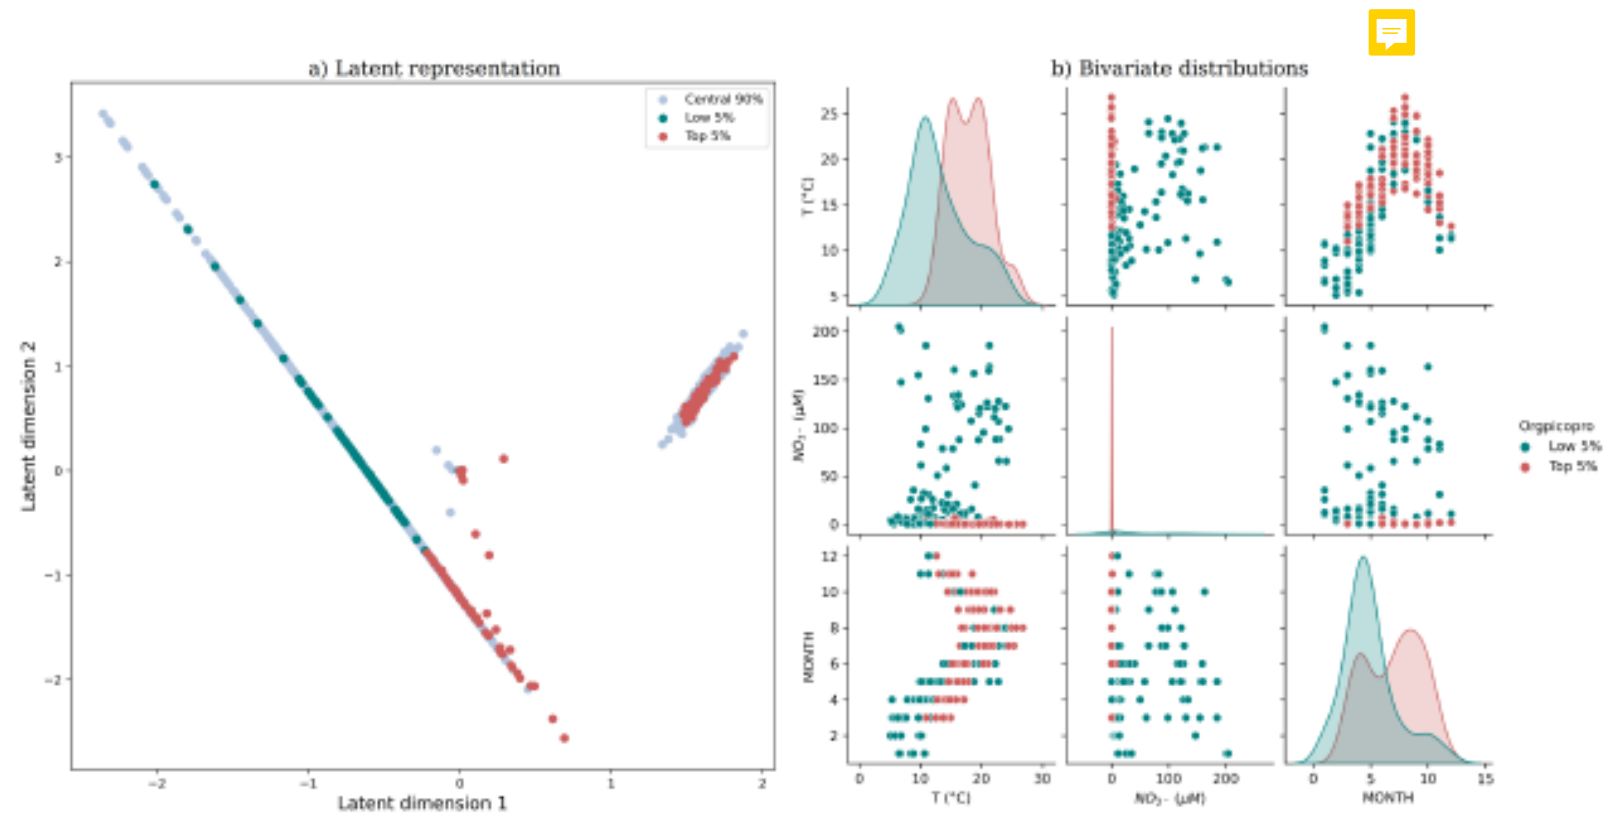 a) Latent representation
Central 90%
Low 5%
Top 5%
3
2
1
0
−1
−2
Latent dimension 2
−2
−1
0
1
2
Latent dimension 1
b) Bivariate distributions
25
20
15
10
5
T (°C)
200
150
100
50
0
NO₃− (μM)
12
10
8
6
4
2
MONTH
0
10
20
30
T (°C)
0
100
200
NO₃− (μM)
0
5
10
15
MONTH
Orgpicopro
Low 5%
Top 5%